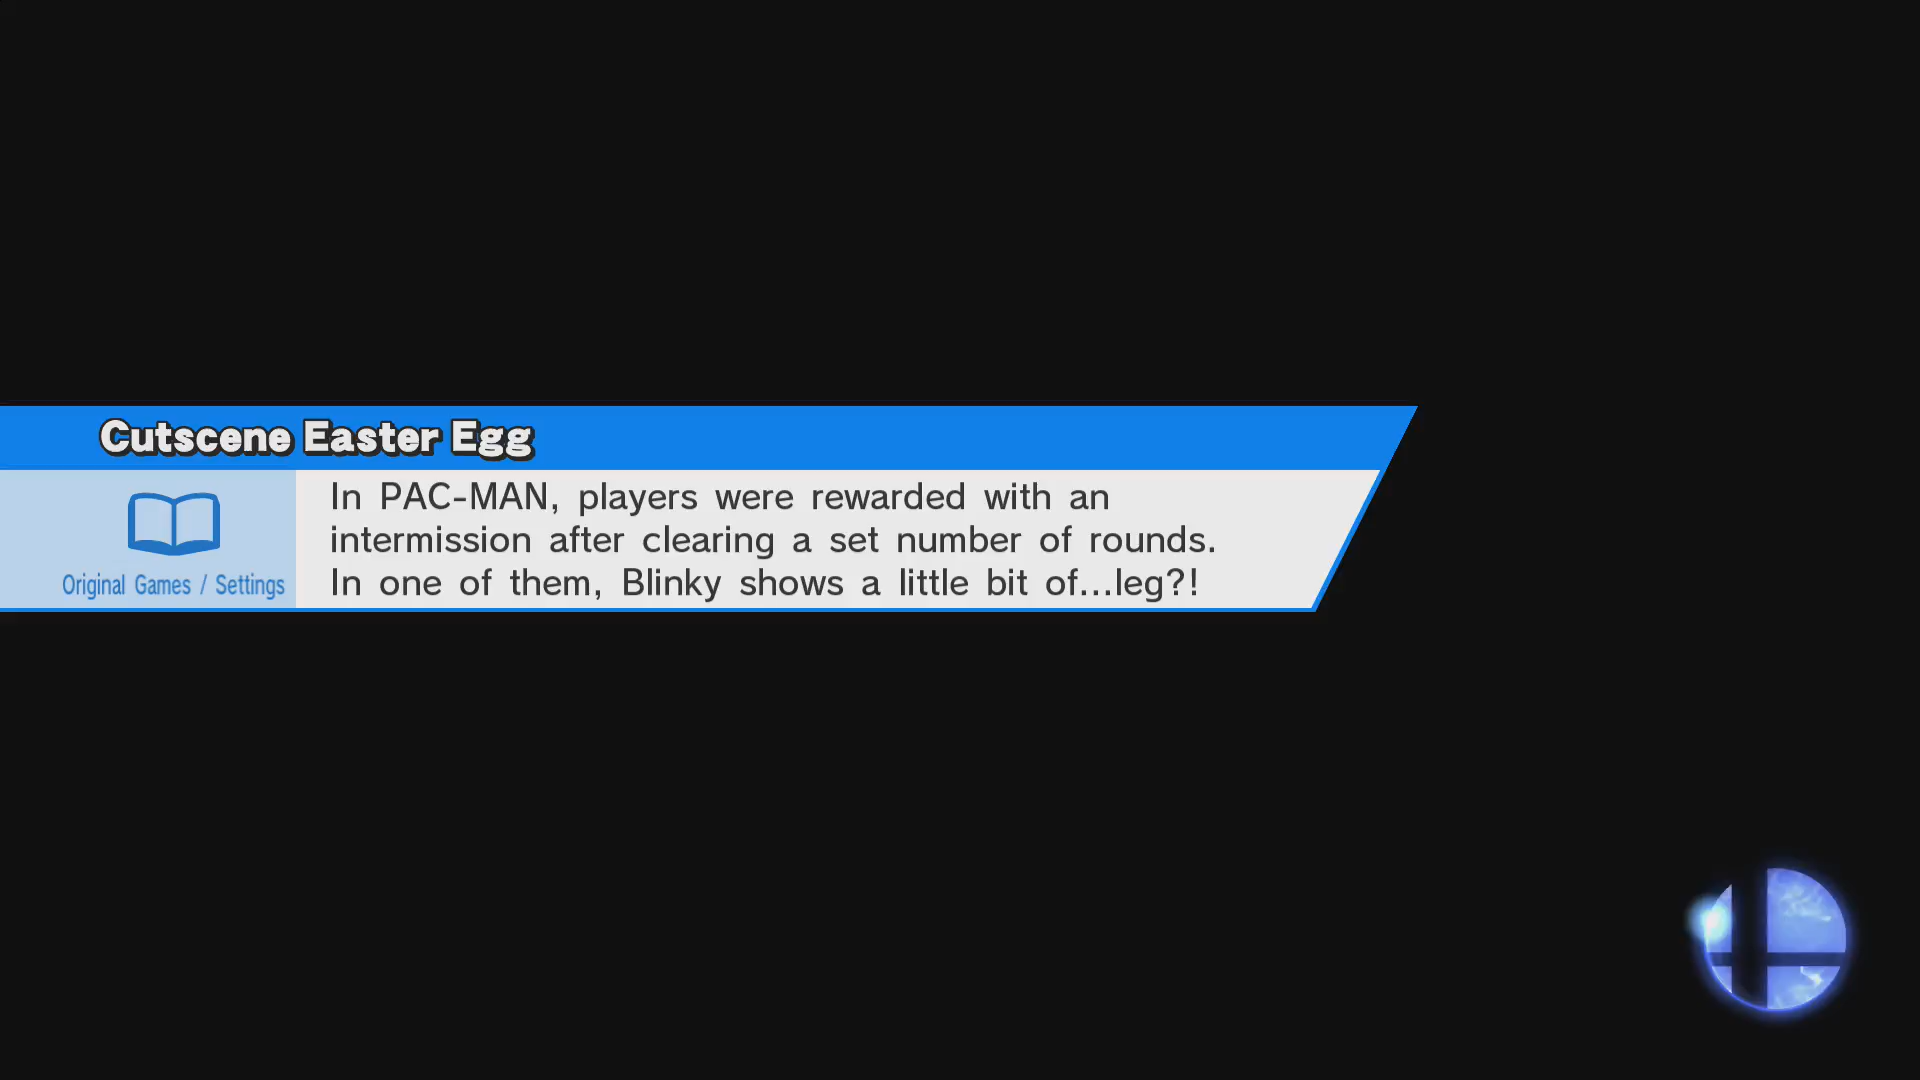 Cutscene Easter Egg
In PAC-MAN, players were rewarded with an
intermission after clearing a set number of rounds.
In one of them, Blinky shows a little bit of...leg?!
Original Games / Settings